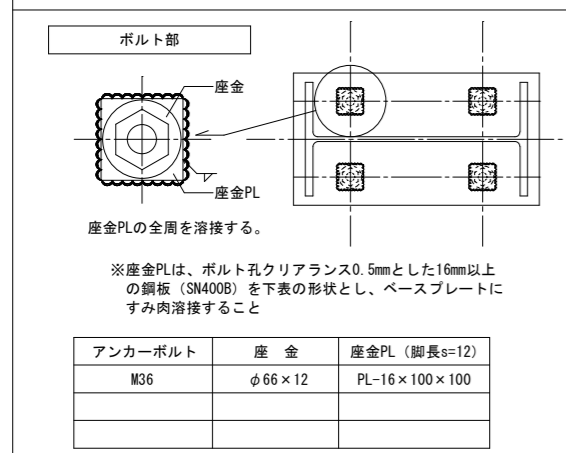 ボルト部
座金
座金PL
座金PLの全周を溶接する。
※座金PLは、ボルト孔クリアランス0.5mmとした16mm以上
の鋼板（SN400B）を下表の形状とし、ベースプレートに
すみ肉溶接すること
アンカーボルト 座　金 座金PL（脚長s=12）
M36 φ66×12 PL-16×100×100